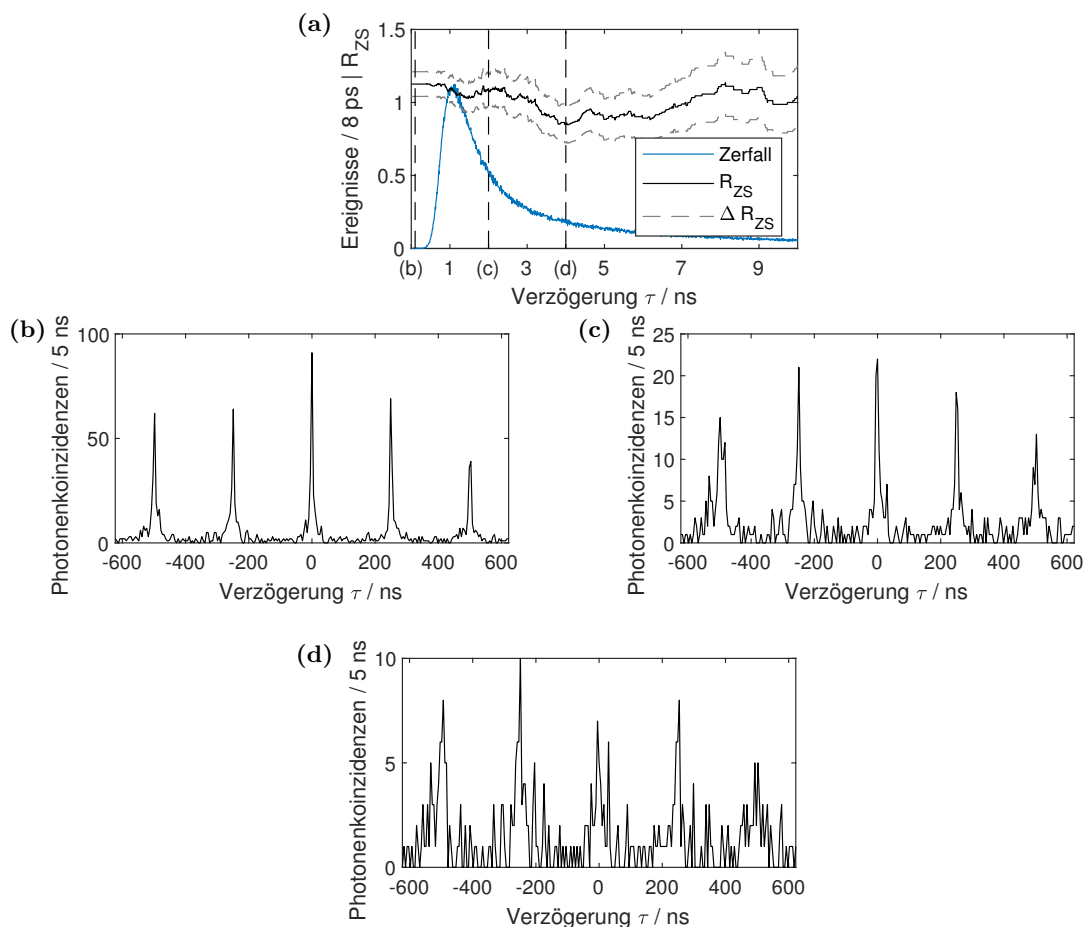 (a)
Ereignisse / 8 ps | R_ZS
1.5
1
0.5
0
Zerfall
R_ZS
Δ R_ZS
(b) 1 (c) 3 (d) 5 7 9
Verzögerung τ / ns
(b)
Photonenkoinzidenzen / 5 ns
100
50
0
-600 -400 -200 0 200 400 600
Verzögerung τ / ns
(c)
Photonenkoinzidenzen / 5 ns
25
20
15
10
5
0
-600 -400 -200 0 200 400 600
Verzögerung τ / ns
(d)
Photonenkoinzidenzen / 5 ns
10
5
0
-600 -400 -200 0 200 400 600
Verzögerung τ / ns